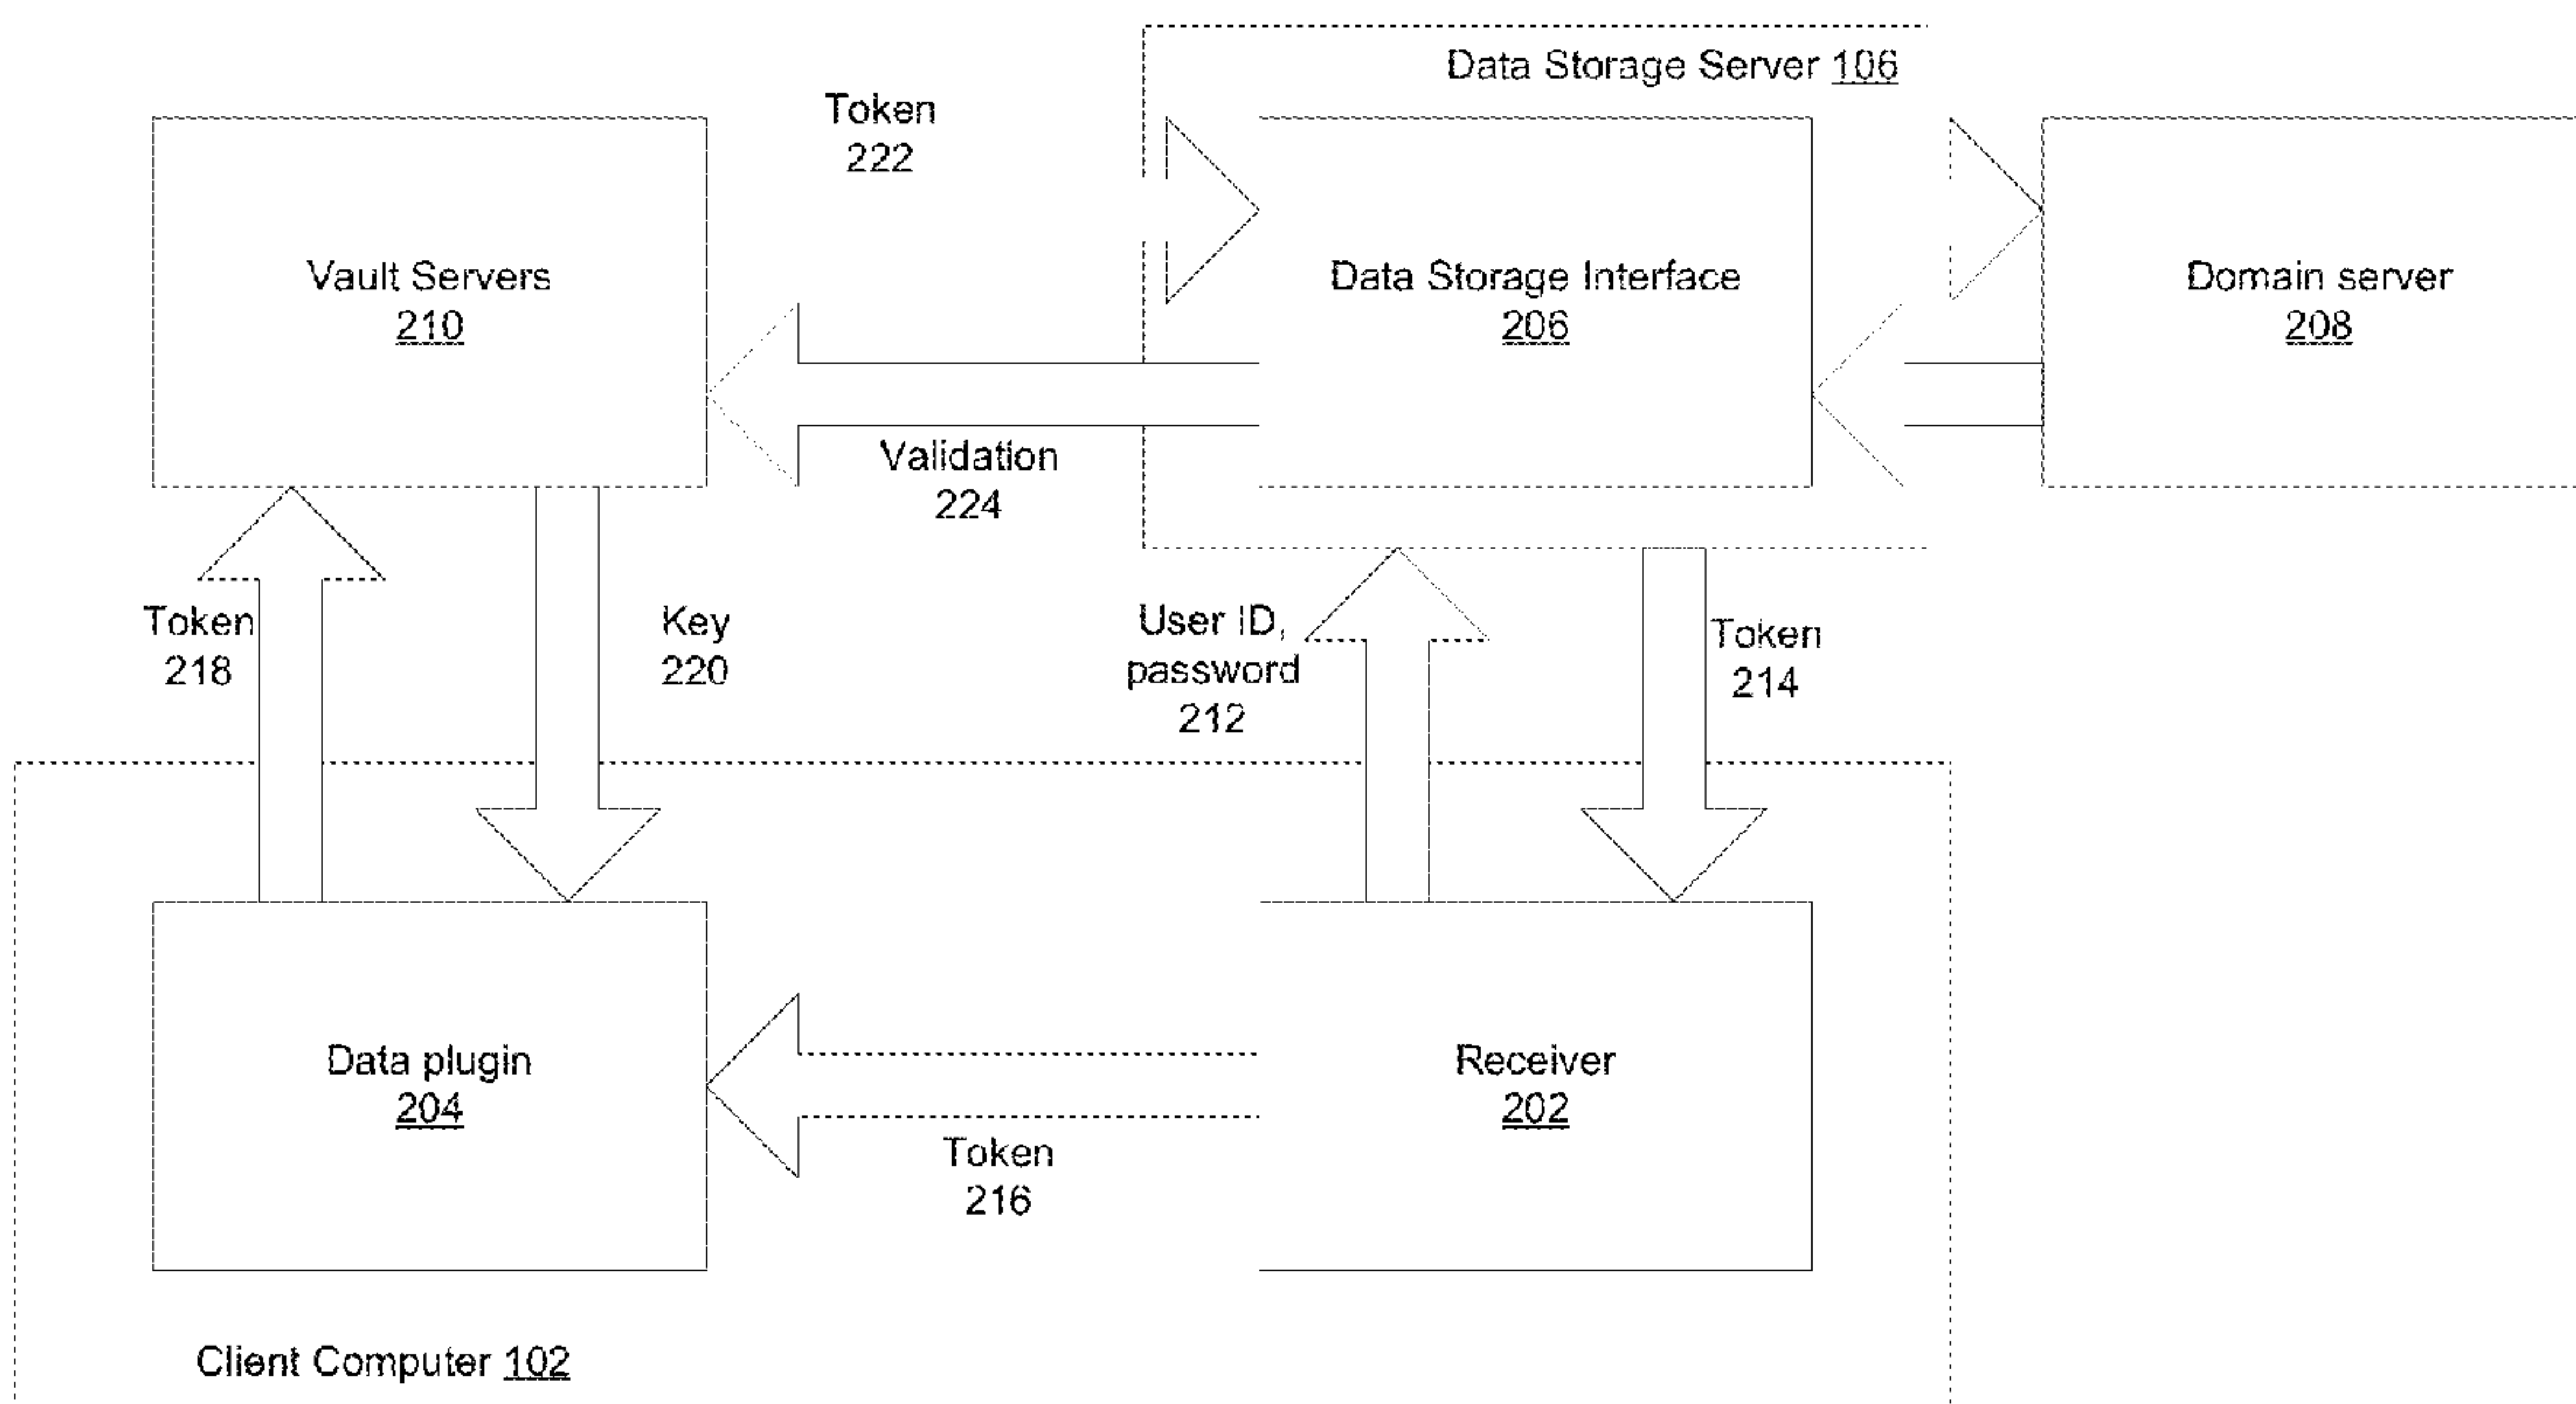 Data Storage Server 106
Token
222
Vault Servers
210
Data Storage Interface
206
Domain server
208
Validation
224
Token
218
Key
220
User ID,
password
212
Token
214
Data plugin
204
Receiver
202
Token
216
Client Computer 102